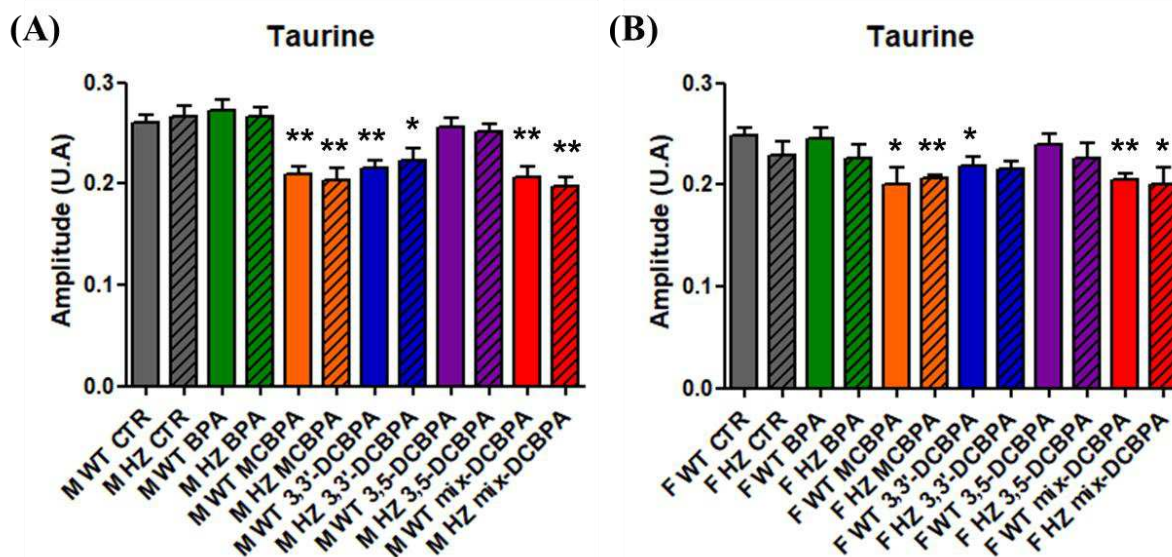 (A)
Taurine
Amplitude (U.A)
0.3
0.2
0.1
0.0
** ** ** * ** **
M WT CTR
M HZ CTR
M WT BPA
M HZ BPA
M WT MCBPA
M HZ MCBPA
M WT 3,3'-DCBPA
M HZ 3,3'-DCBPA
M WT 3,5-DCBPA
M HZ 3,5-DCBPA
M WT mix-DCBPA
M HZ mix-DCBPA
(B)
Taurine
Amplitude (U.A)
0.3
0.2
0.1
0.0
* ** * ** *
F WT CTR
F HZ CTR
F WT BPA
F HZ BPA
F WT MCBPA
F HZ MCBPA
F WT 3,3'-DCBPA
F HZ 3,3'-DCBPA
F WT 3,5-DCBPA
F HZ 3,5-DCBPA
F WT mix-DCBPA
F HZ mix-DCBPA